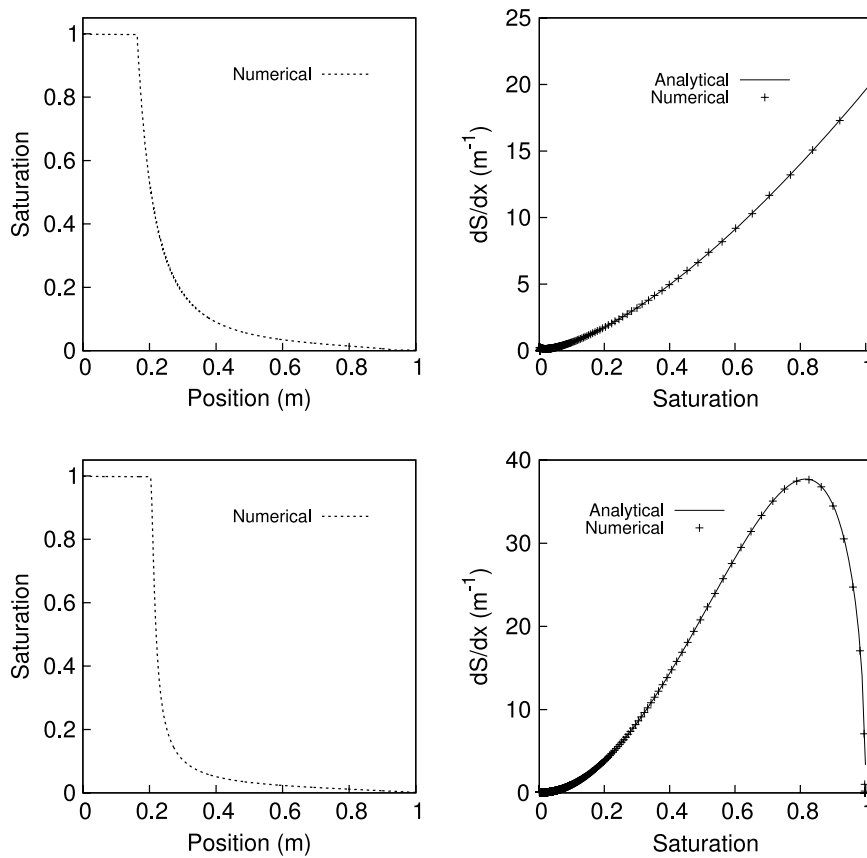 1
0.8
0.6
0.4
0.2
0
Saturation
Numerical
0 0.2 0.4 0.6 0.8 1
Position (m)
25
20
15
10
5
0
dS/dx (m⁻¹)
Analytical
Numerical
0 0.2 0.4 0.6 0.8 1
Saturation
1
0.8
0.6
0.4
0.2
0
Saturation
Numerical
0 0.2 0.4 0.6 0.8 1
Position (m)
40
30
20
10
0
dS/dx (m⁻¹)
Analytical
Numerical
0 0.2 0.4 0.6 0.8 1
Saturation